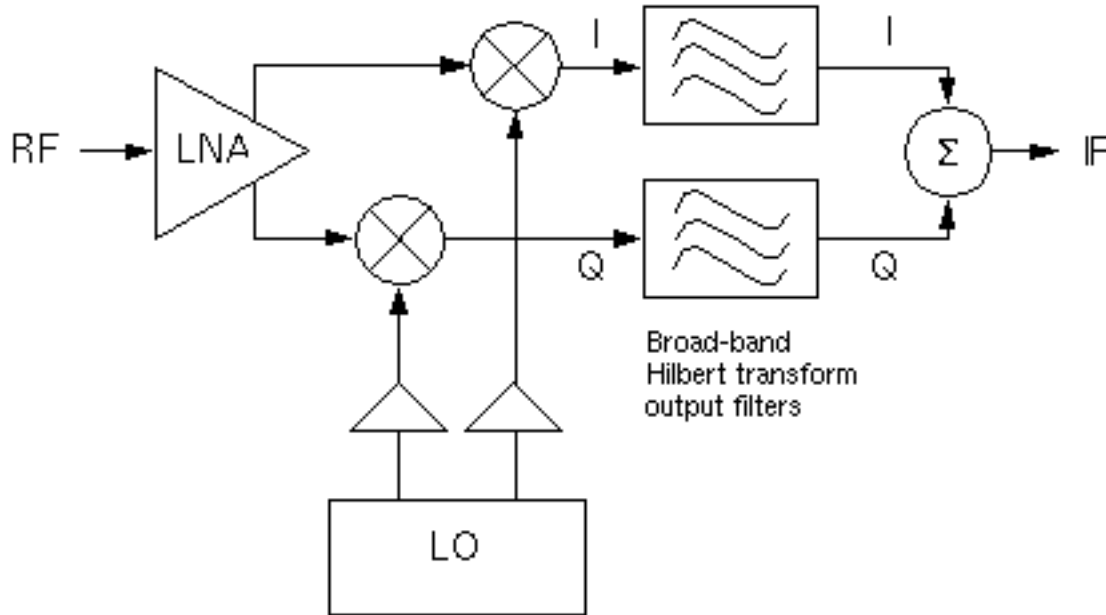 I
I
RF
LNA
Σ
IF
Q
Q
Broad-band
Hilbert transform
output filters
LO